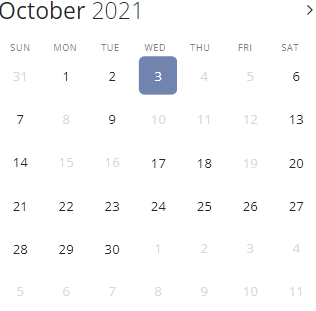 October 2021
SUN MON TUE WED THU FRI SAT
31 1 2 3 4 5 6
7 8 9 10 11 12 13
14 15 16 17 18 19 20
21 22 23 24 25 26 27
28 29 30 1 2 3 4
5 6 7 8 9 10 11